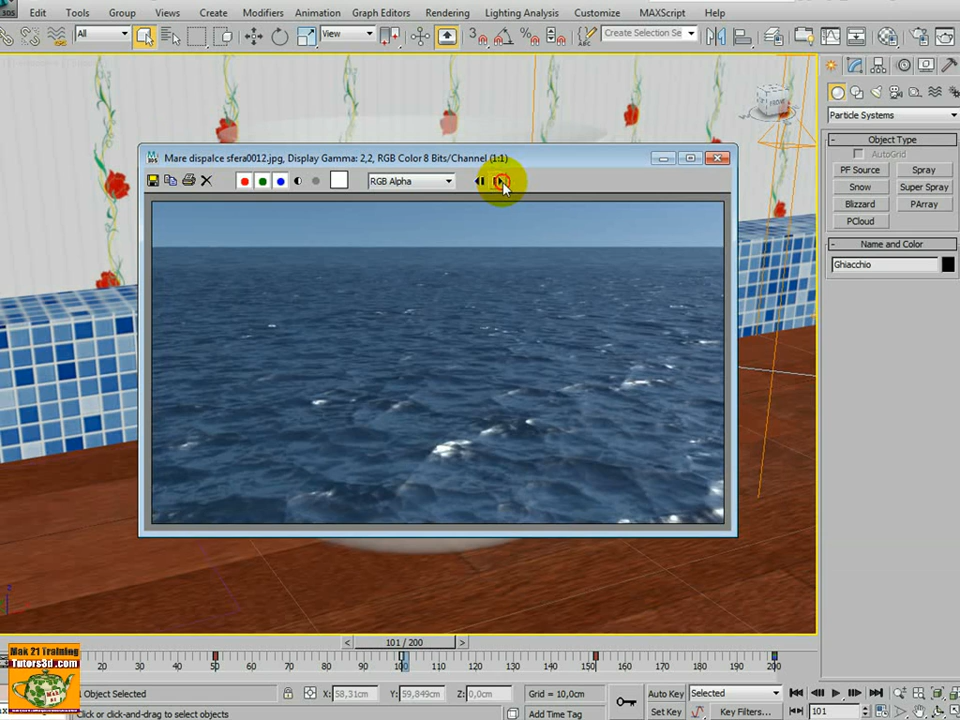 Edit Tools Group Views Create Modifiers Animation Graph Editors Rendering Lighting Analysis Customize MAXScript Help
All View 3 % ABC Create Selection Se
FRONT
Particle Systems
Mare dispalce sfera0012.jpg, Display Gamma: 2,2, RGB Color 8 Bits/Channel (1:1)
Object Type
AutoGrid
RGB Alpha
PF Source Spray
Snow Super Spray
Blizzard PArray
PCloud
Name and Color
Ghiacchio
z
< 101 / 200 >
20 30 40 50 60 70 80 90 100 110 120 130 140 150 160 170 180 190 200
Mak 21 Training
Tutors3d.com
1 Object Selected X: 58,31cm Y: 59,849cm Z: 0,0cm Grid = 10,0cm Auto Key Selected
Click or click-and-drag to select objects Add Time Tag Set Key Key Filters... 101